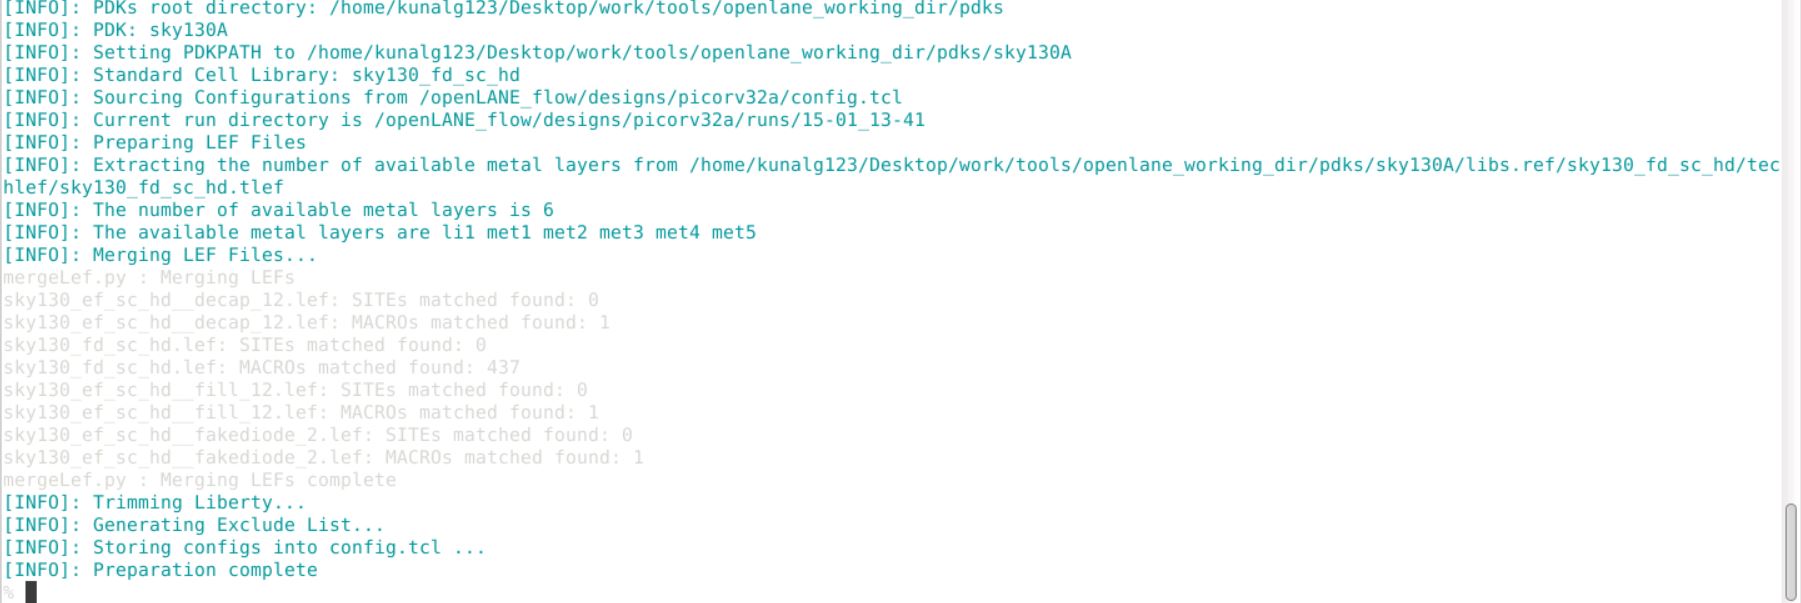 [INFO]: PDKs root directory: /home/kunalg123/Desktop/work/tools/openlane_working_dir/pdks
[INFO]: PDK: sky130A
[INFO]: Setting PDKPATH to /home/kunalg123/Desktop/work/tools/openlane_working_dir/pdks/sky130A
[INFO]: Standard Cell Library: sky130_fd_sc_hd
[INFO]: Sourcing Configurations from /openLANE_flow/designs/picorv32a/config.tcl
[INFO]: Current run directory is /openLANE_flow/designs/picorv32a/runs/15-01_13-41
[INFO]: Preparing LEF Files
[INFO]: Extracting the number of available metal layers from /home/kunalg123/Desktop/work/tools/openlane_working_dir/pdks/sky130A/libs.ref/sky130_fd_sc_hd/tec
hlef/sky130_fd_sc_hd.tlef
[INFO]: The number of available metal layers is 6
[INFO]: The available metal layers are li1 met1 met2 met3 met4 met5
[INFO]: Merging LEF Files...
mergeLef.py : Merging LEFs
sky130_ef_sc_hd__decap_12.lef: SITEs matched found: 0
sky130_ef_sc_hd__decap_12.lef: MACROs matched found: 1
sky130_fd_sc_hd.lef: SITEs matched found: 0
sky130_fd_sc_hd.lef: MACROs matched found: 437
sky130_ef_sc_hd__fill_12.lef: SITEs matched found: 0
sky130_ef_sc_hd__fill_12.lef: MACROs matched found: 1
sky130_ef_sc_hd__fakediode_2.lef: SITEs matched found: 0
sky130_ef_sc_hd__fakediode_2.lef: MACROs matched found: 1
mergeLef.py : Merging LEFs complete
[INFO]: Trimming Liberty...
[INFO]: Generating Exclude List...
[INFO]: Storing configs into config.tcl ...
[INFO]: Preparation complete
%